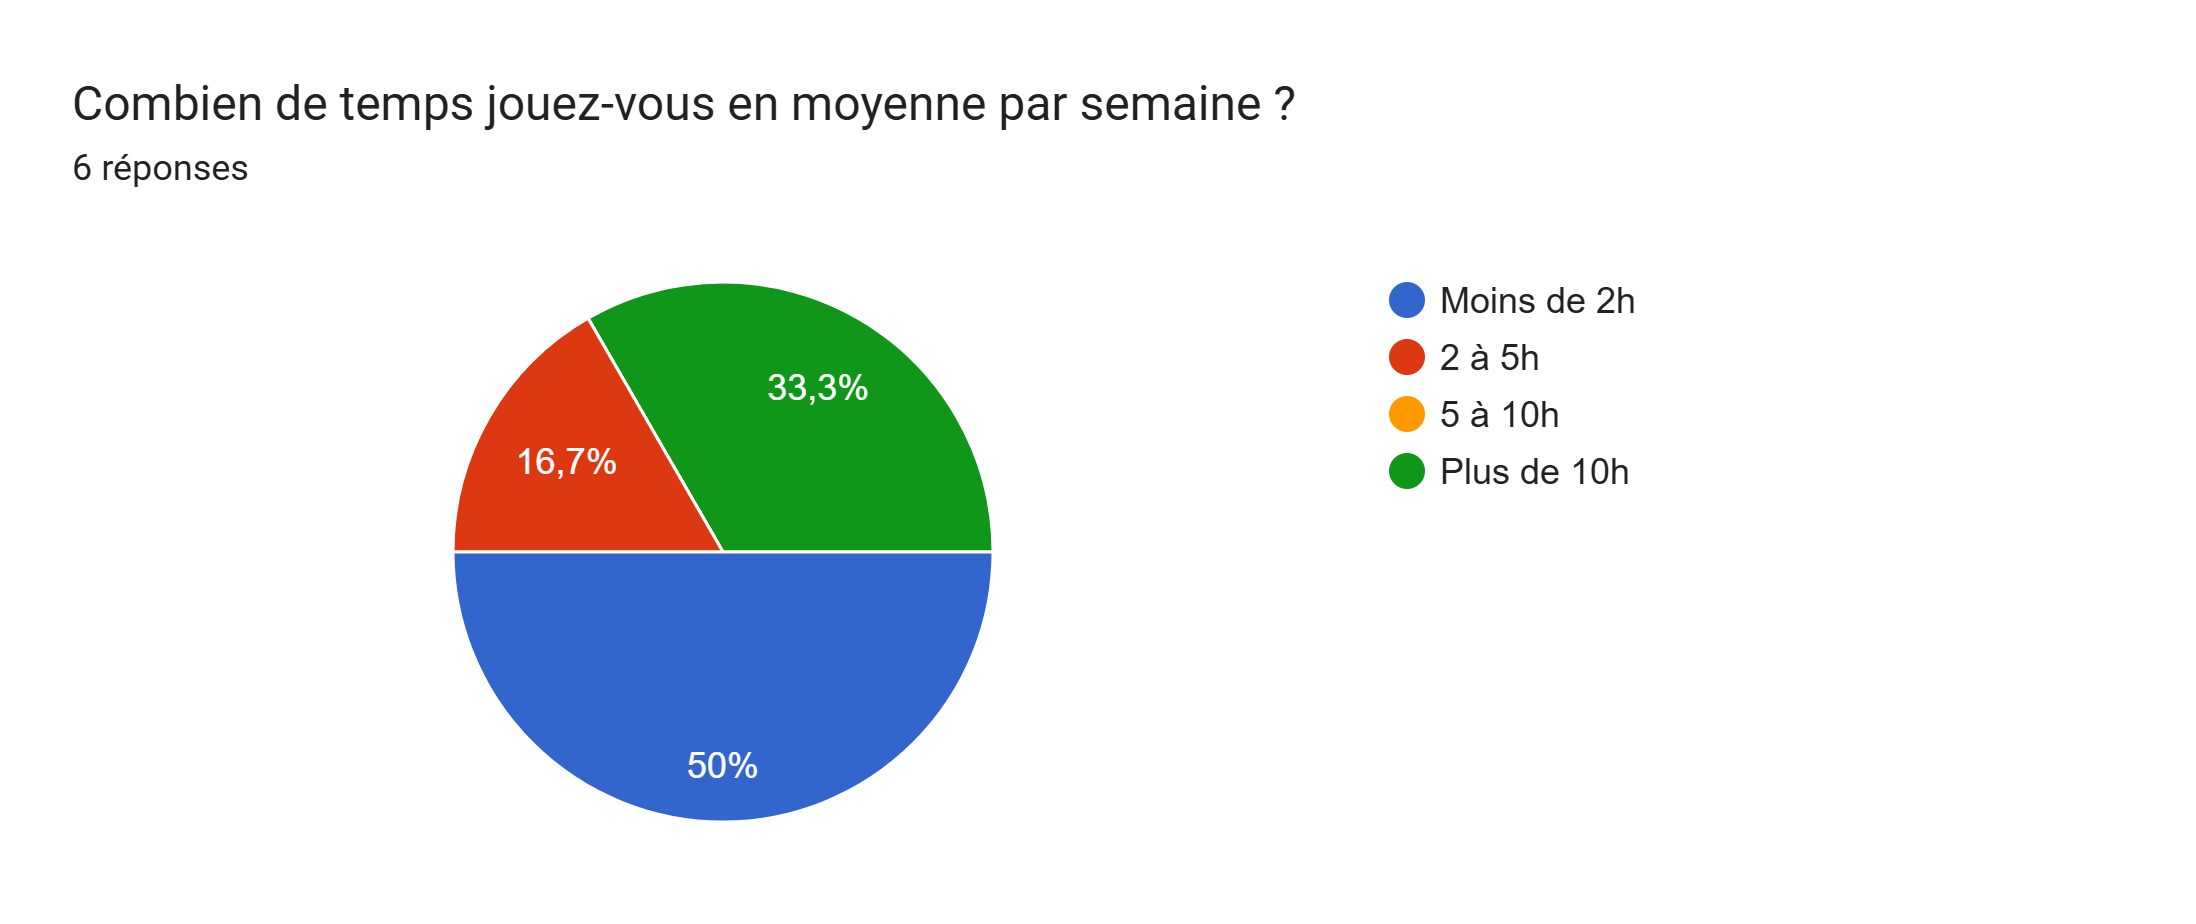 Combien de temps jouez-vous en moyenne par semaine ?
6 réponses
33,3%
16,7%
50%
Moins de 2h
2 à 5h
5 à 10h
Plus de 10h